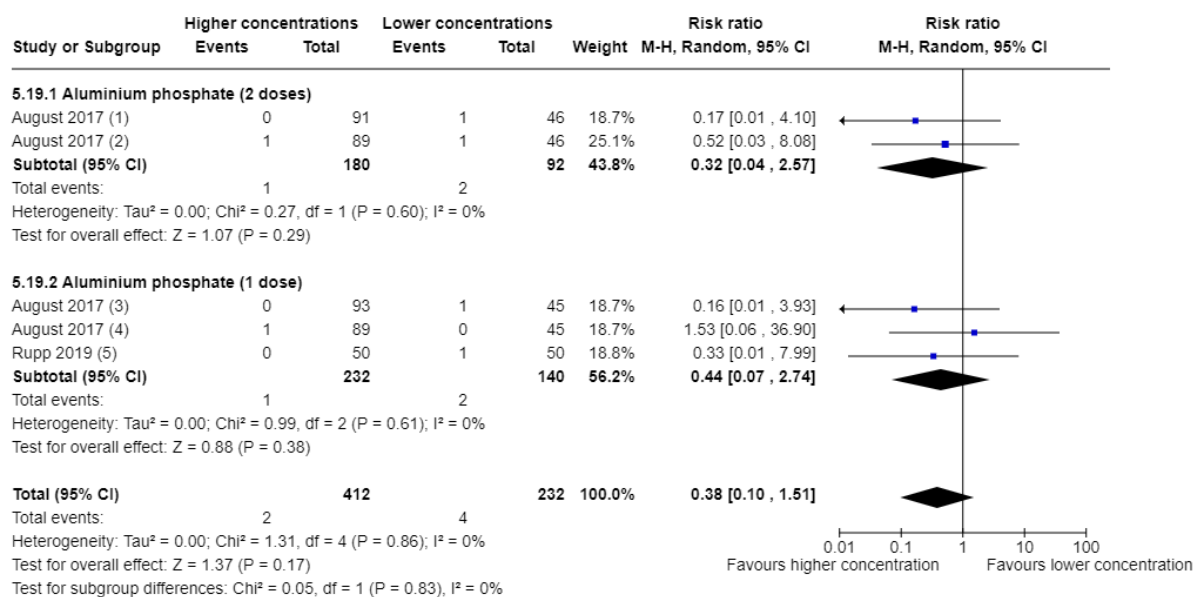 Higher concentrations Lower concentrations Risk ratio Risk ratio
Study or Subgroup Events Total Events Total Weight M-H, Random, 95% CI M-H, Random, 95% CI
5.19.1 Aluminium phosphate (2 doses)
August 2017 (1) 0 91 1 46 18.7% 0.17 [0.01 , 4.10]
August 2017 (2) 1 89 1 46 25.1% 0.52 [0.03 , 8.08]
Subtotal (95% CI) 180 92 43.8% 0.32 [0.04 , 2.57]
Total events: 1 2
Heterogeneity: Tau² = 0.00; Chi² = 0.27, df = 1 (P = 0.60); I² = 0%
Test for overall effect: Z = 1.07 (P = 0.29)
5.19.2 Aluminium phosphate (1 dose)
August 2017 (3) 0 93 1 45 18.7% 0.16 [0.01 , 3.93]
August 2017 (4) 1 89 0 45 18.7% 1.53 [0.06 , 36.90]
Rupp 2019 (5) 0 50 1 50 18.8% 0.33 [0.01 , 7.99]
Subtotal (95% CI) 232 140 56.2% 0.44 [0.07 , 2.74]
Total events: 1 2
Heterogeneity: Tau² = 0.00; Chi² = 0.99, df = 2 (P = 0.61); I² = 0%
Test for overall effect: Z = 0.88 (P = 0.38)
Total (95% CI) 412 232 100.0% 0.38 [0.10 , 1.51]
Total events: 2 4
Heterogeneity: Tau² = 0.00; Chi² = 1.31, df = 4 (P = 0.86); I² = 0%
0.01 0.1 1 10 100
Test for overall effect: Z = 1.37 (P = 0.17)
Favours higher concentration Favours lower concentration
Test for subgroup differences: Chi² = 0.05, df = 1 (P = 0.83), I² = 0%